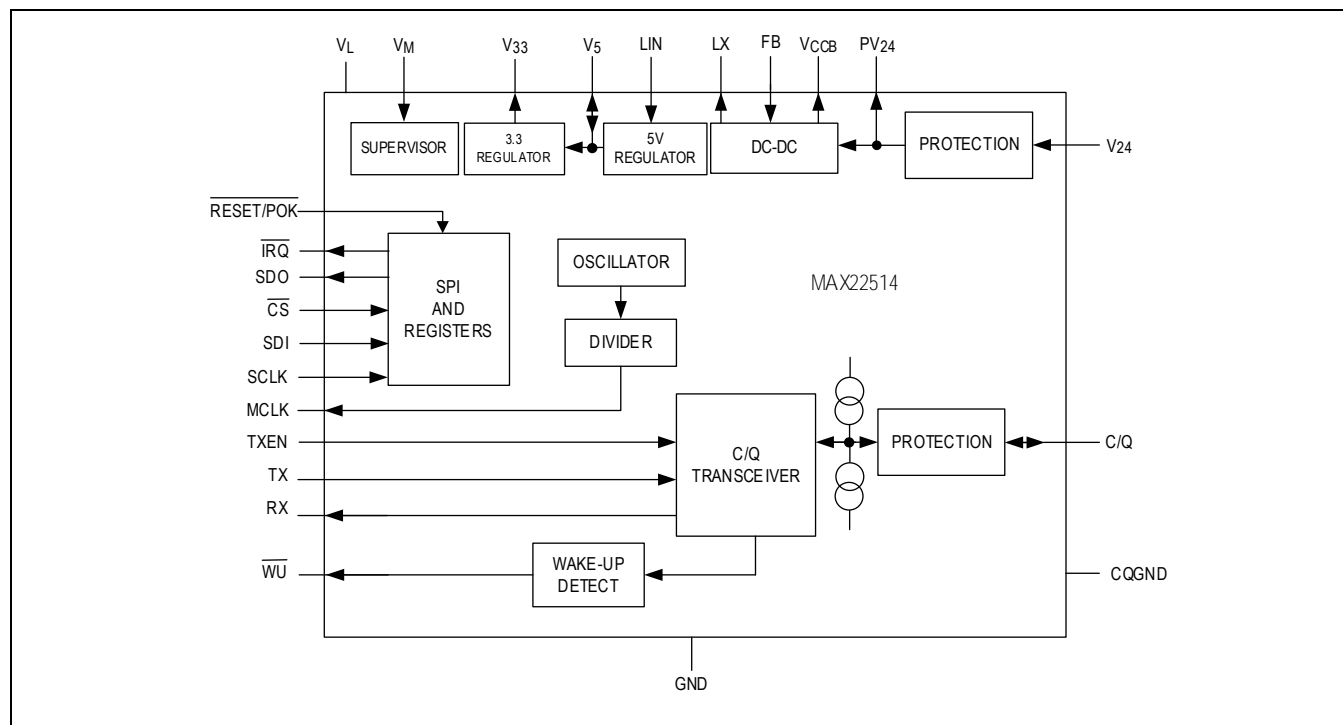 VL VM V33 V5 LIN LX FB VCCB PV24
SUPERVISOR
3.3
REGULATOR
5V
REGULATOR
DC-DC
PROTECTION
V24
RESET/POK
IRQ
SDO
CS
SDI
SCLK
MCLK
TXEN
TX
RX
WU
SPI
AND
REGISTERS
OSCILLATOR
DIVIDER
MAX22514
C/Q
TRANSCEIVER
PROTECTION
C/Q
WAKE-UP
DETECT
CQGND
GND